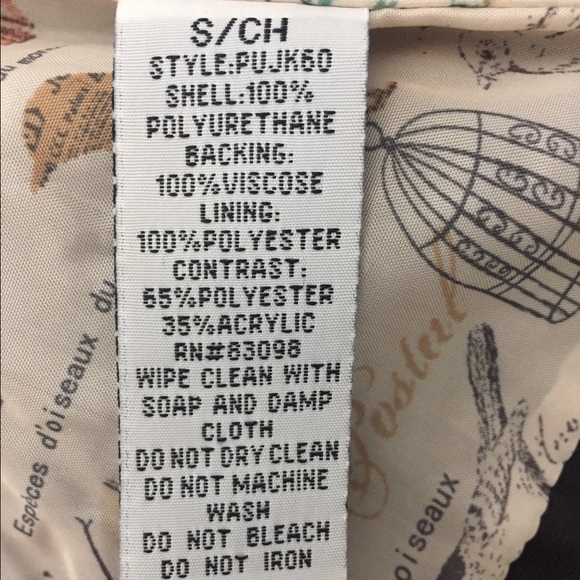 S/CH
STYLE:PUJK60
SHELL:100%
POLYURETHANE
BACKING:
100%VISCOSE
LINING:
100%POLYESTER
CONTRAST:
65%POLYESTER
35%ACRYLIC
RN#83098
WIPE CLEAN WITH
SOAP AND DAMP
CLOTH
DO NOT DRY CLEAN
DO NOT MACHINE
WASH
DO NOT BLEACH
DO NOT IRON
Espèces d'oiseaux du
Postal
d'oiseaux